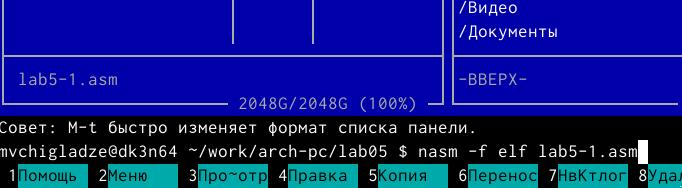 /Видео
/Документы
lab5-1.asm
-ВВЕРХ-
2048G/2048G (100%)
Совет: M-t быстро изменяет формат списка панели.
mvchigladze@dk3n64 ~/work/arch-pc/lab05 $ nasm -f elf lab5-1.asm
1Помощь 2Меню 3Про~отр 4Правка 5Копия 6Перенос 7НвКтлог 8Удал